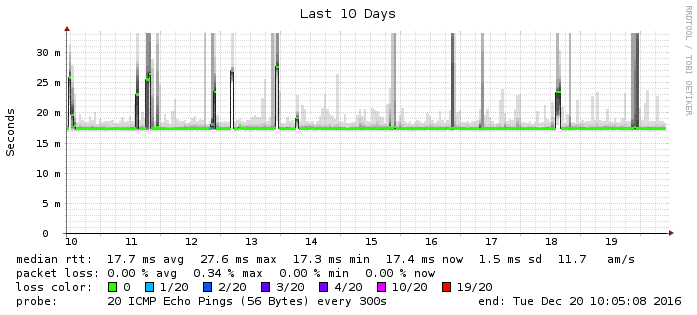 Last 10 Days
RRDTOOL / TOBI OETIKER
Seconds
30 m
25 m
20 m
15 m
10 m
5 m
0
10 11 12 13 14 15 16 17 18 19
median rtt: 17.7 ms avg 27.6 ms max 17.3 ms min 17.4 ms now 1.5 ms sd 11.7 am/s
packet loss: 0.00 % avg 0.34 % max 0.00 % min 0.00 % now
loss color: 0 1/20 2/20 3/20 4/20 10/20 19/20
probe: 20 ICMP Echo Pings (56 Bytes) every 300s end: Tue Dec 20 10:05:08 2016